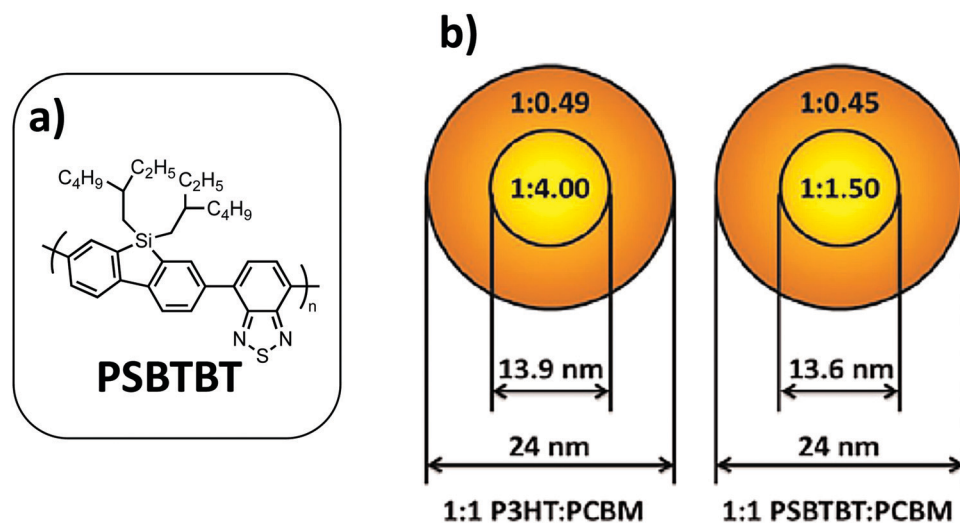 a)
C₄H₉
C₂H₅
C₂H₅
C₄H₉
Si
n
N
N
S
PSBTBT
b)
1:0.49
1:4.00
13.9 nm
24 nm
1:1 P3HT:PCBM
1:0.45
1:1.50
13.6 nm
24 nm
1:1 PSBTBT:PCBM